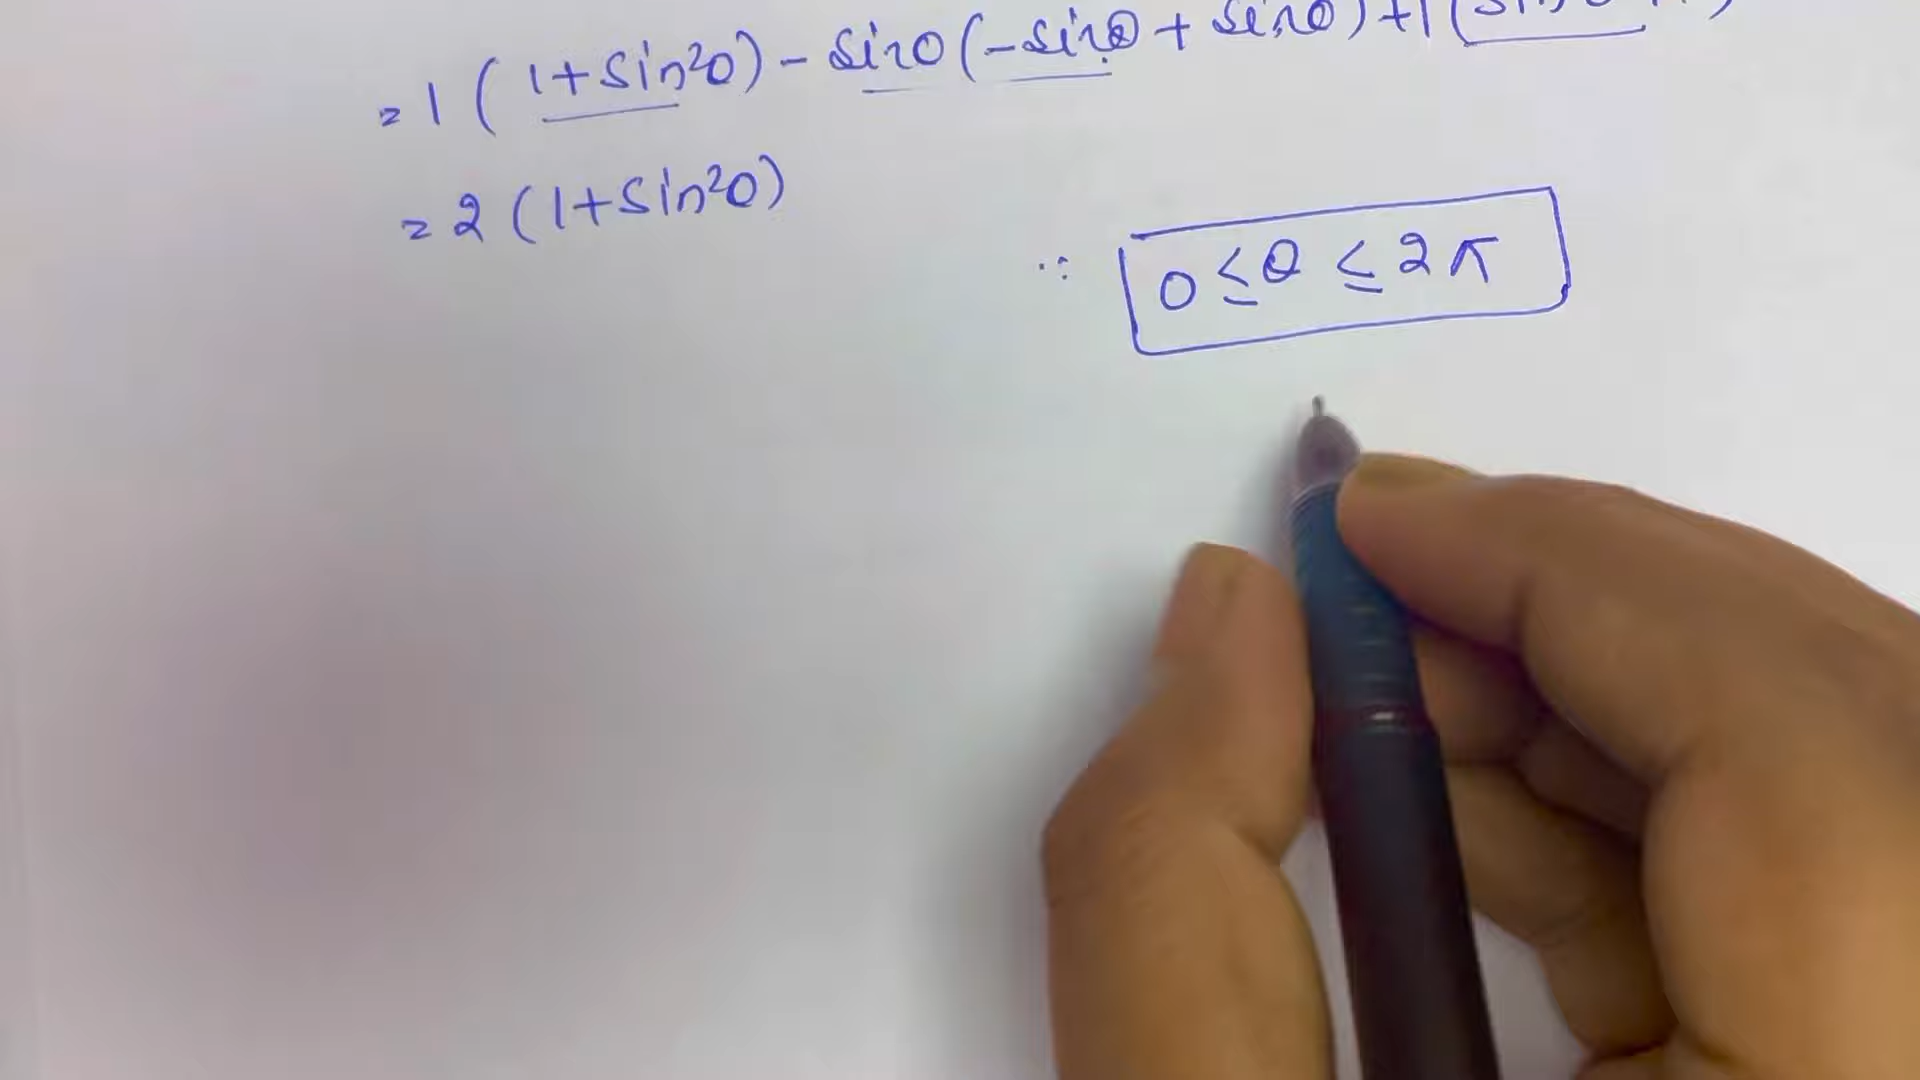 = 1 ( 1 + sin²θ) - sinθ (-sinθ + sinθ) + 1 (
= 2 (1 + sin²θ)
∵ 0 ≤ θ ≤ 2π